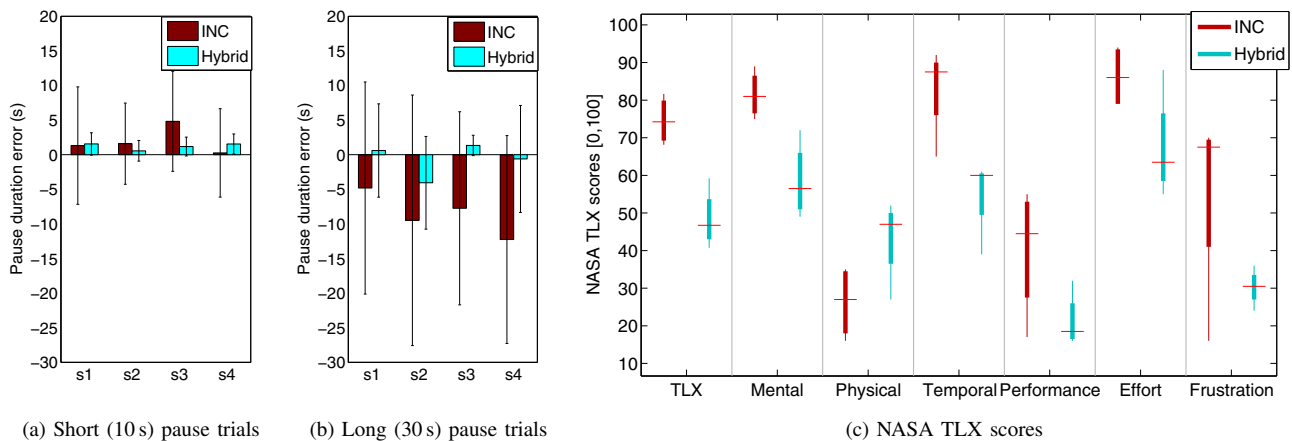 20
15
10
5
0
−5
−10
−15
−20
−25
−30
Pause duration error (s)
INC
Hybrid
s1 s2 s3 s4
(a) Short (10 s) pause trials
20
15
10
5
0
−5
−10
−15
−20
−25
−30
Pause duration error (s)
INC
Hybrid
s1 s2 s3 s4
(b) Long (30 s) pause trials
100
90
80
70
60
50
40
30
20
10
NASA TLX scores [0,100]
INC
Hybrid
TLX Mental Physical Temporal Performance Effort Frustration
(c) NASA TLX scores